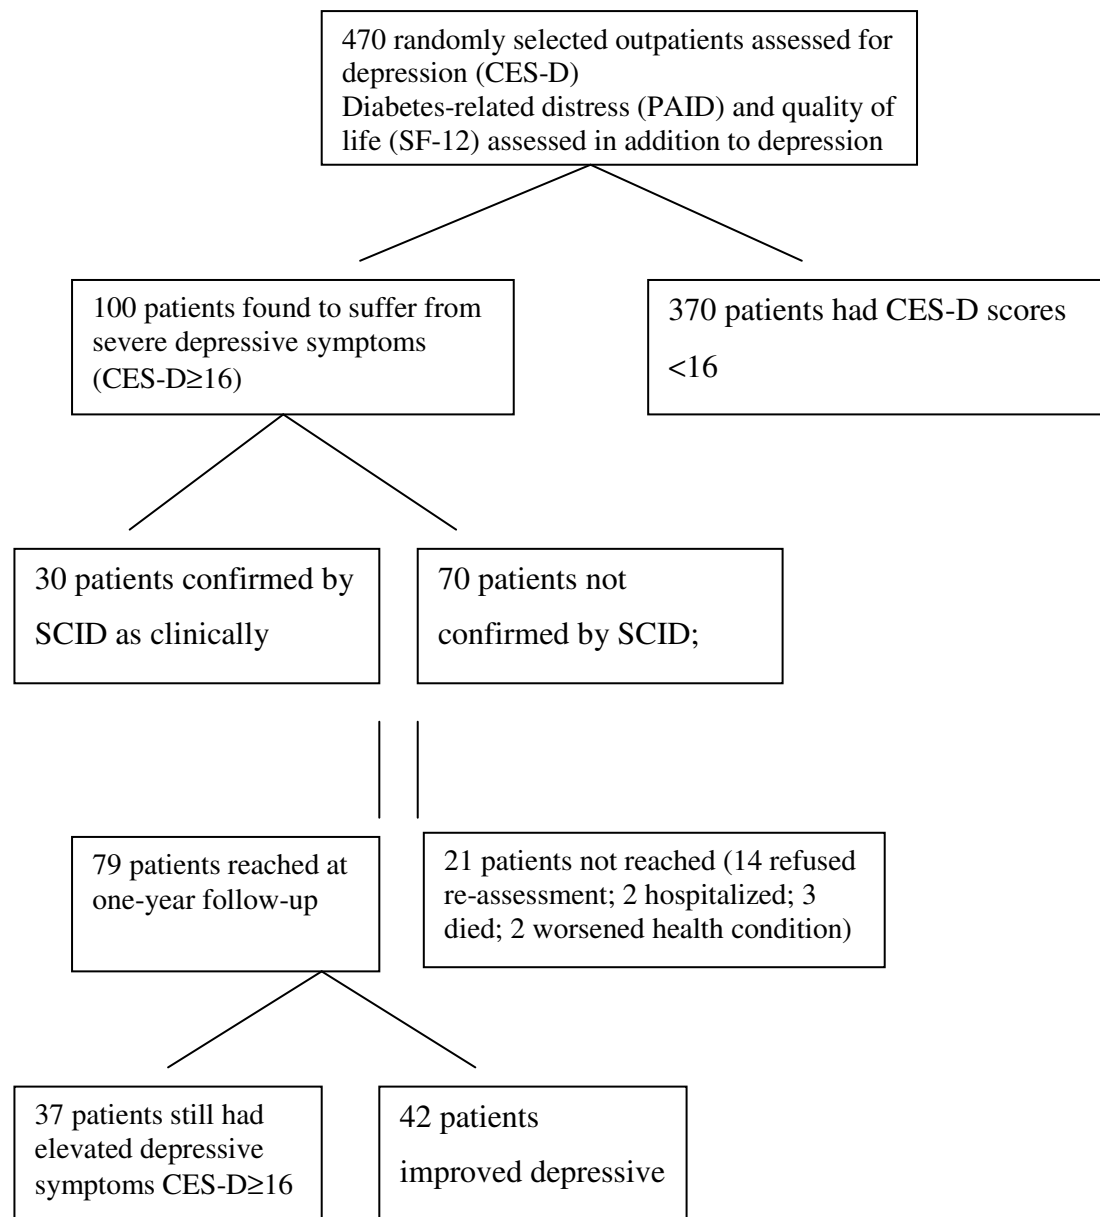 470 randomly selected outpatients assessed for
depression (CES-D)
Diabetes-related distress (PAID) and quality of
life (SF-12) assessed in addition to depression
100 patients found to suffer from
severe depressive symptoms
(CES-D≥16)
370 patients had CES-D scores
<16
30 patients confirmed by
SCID as clinically
70 patients not
confirmed by SCID;
79 patients reached at
one-year follow-up
21 patients not reached (14 refused
re-assessment; 2 hospitalized; 3
died; 2 worsened health condition)
37 patients still had
elevated depressive
symptoms CES-D≥16
42 patients
improved depressive